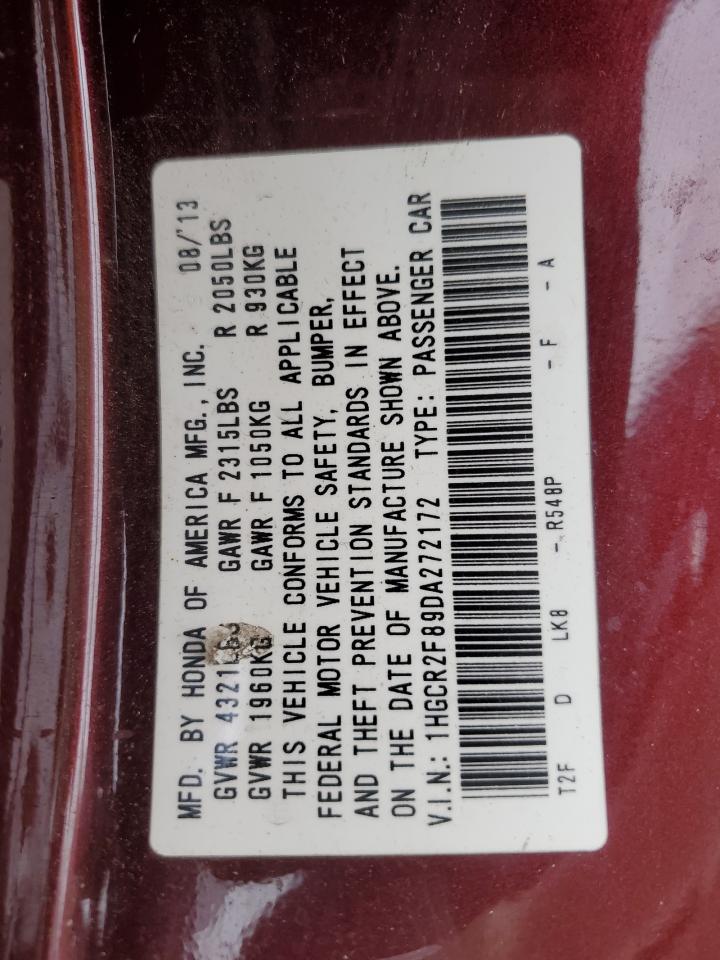 MFD. BY HONDA OF AMERICA MFG., INC. 08/'13
GVWR 4321LBS GAWR F 2315LBS R 2050LBS
GVWR 1960KG GAWR F 1050KG R 930KG
THIS VEHICLE CONFORMS TO ALL APPLICABLE
FEDERAL MOTOR VEHICLE SAFETY, BUMPER,
AND THEFT PREVENTION STANDARDS IN EFFECT
ON THE DATE OF MANUFACTURE SHOWN ABOVE.
V.I.N.: 1HGCR2F89DA272172 TYPE: PASSENGER CAR
T2F D LK8 - R548P - F - A